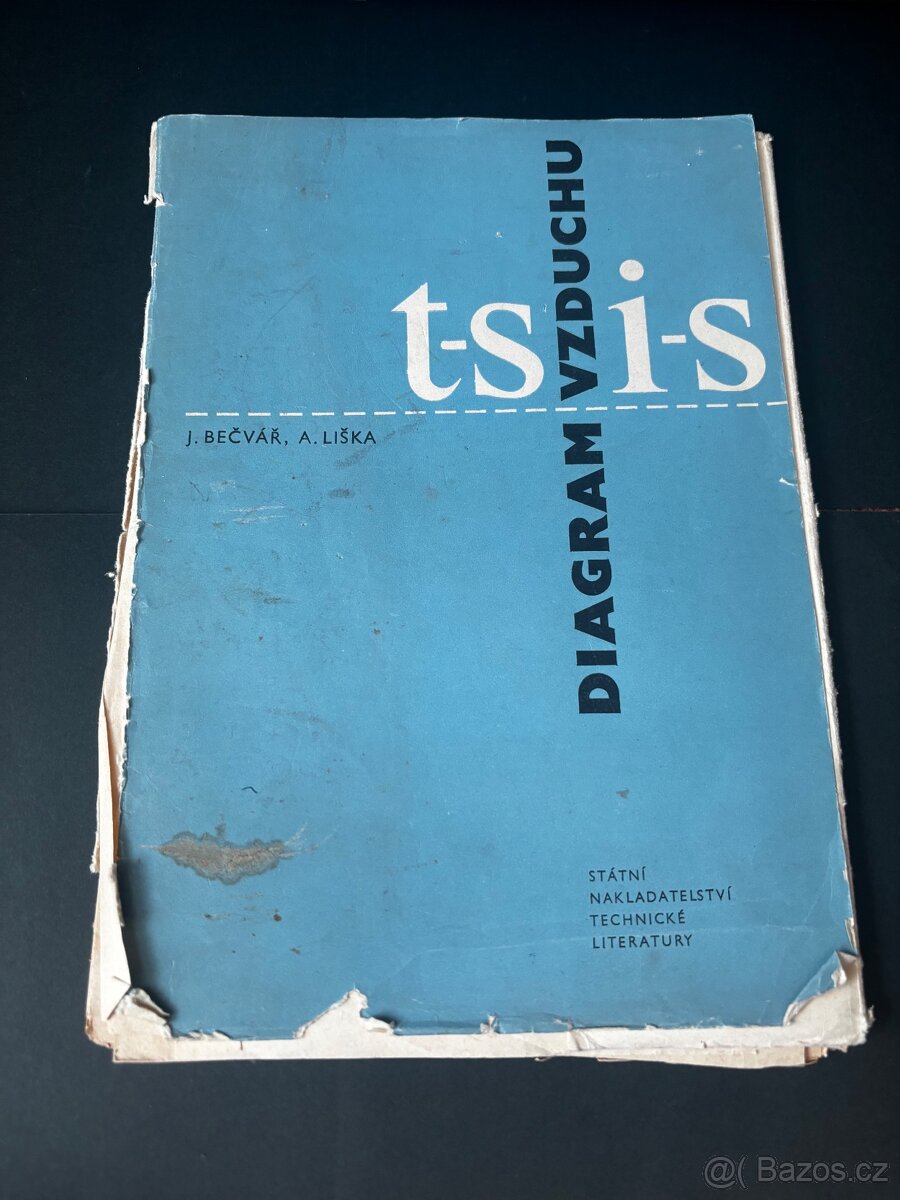 t-s i-s
DIAGRAM VZDUCHU
J. BEČVÁŘ, A. LIŠKA
STÁTNÍ
NAKLADATELSTVÍ
TECHNICKÉ
LITERATURY
@( Bazos.cz